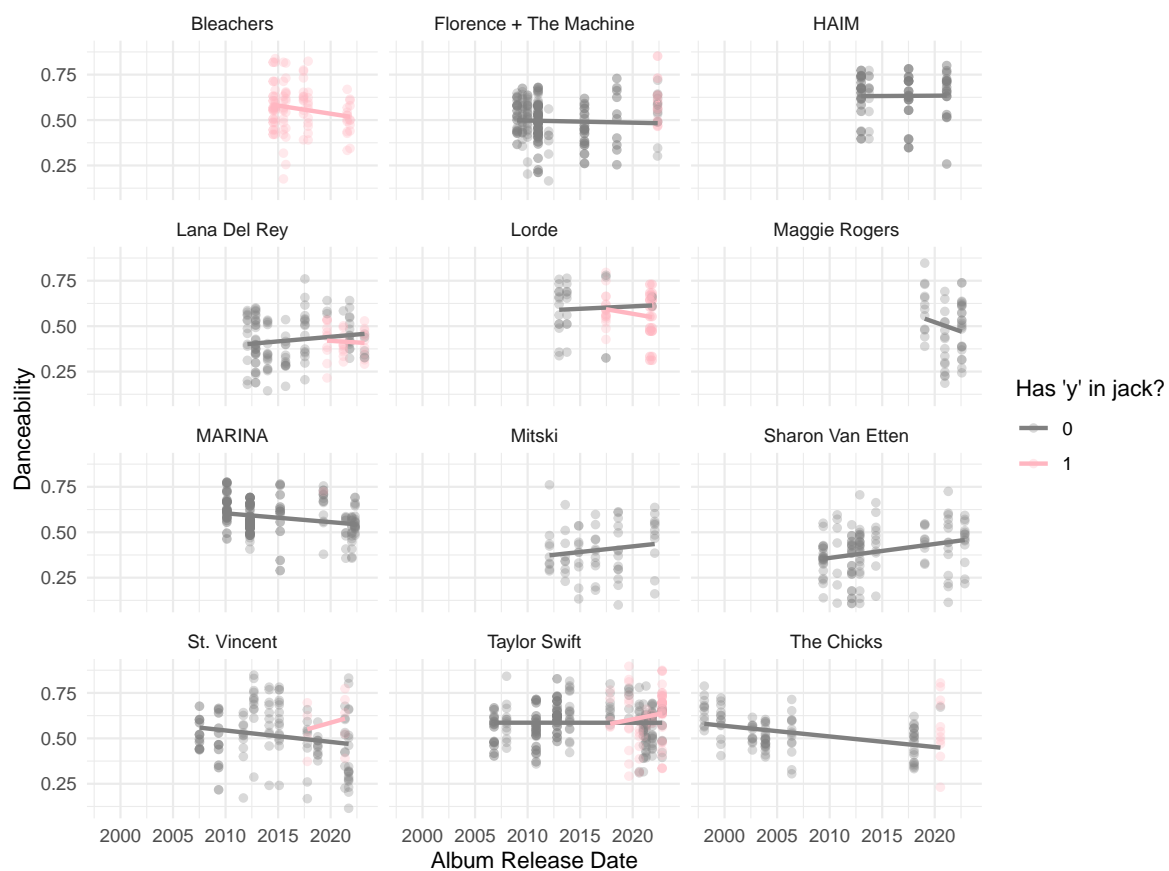 Bleachers Florence + The Machine HAIM
0.75
0.50
0.25
Lana Del Rey Lorde Maggie Rogers
0.75
0.50
0.25
MARINA Mitski Sharon Van Etten
0.75
0.50
0.25
St. Vincent Taylor Swift The Chicks
0.75
0.50
0.25
2000 2005 2010 2015 2020 2000 2005 2010 2015 2020 2000 2005 2010 2015 2020
Album Release Date
Danceability
Has 'y' in jack?
0
1